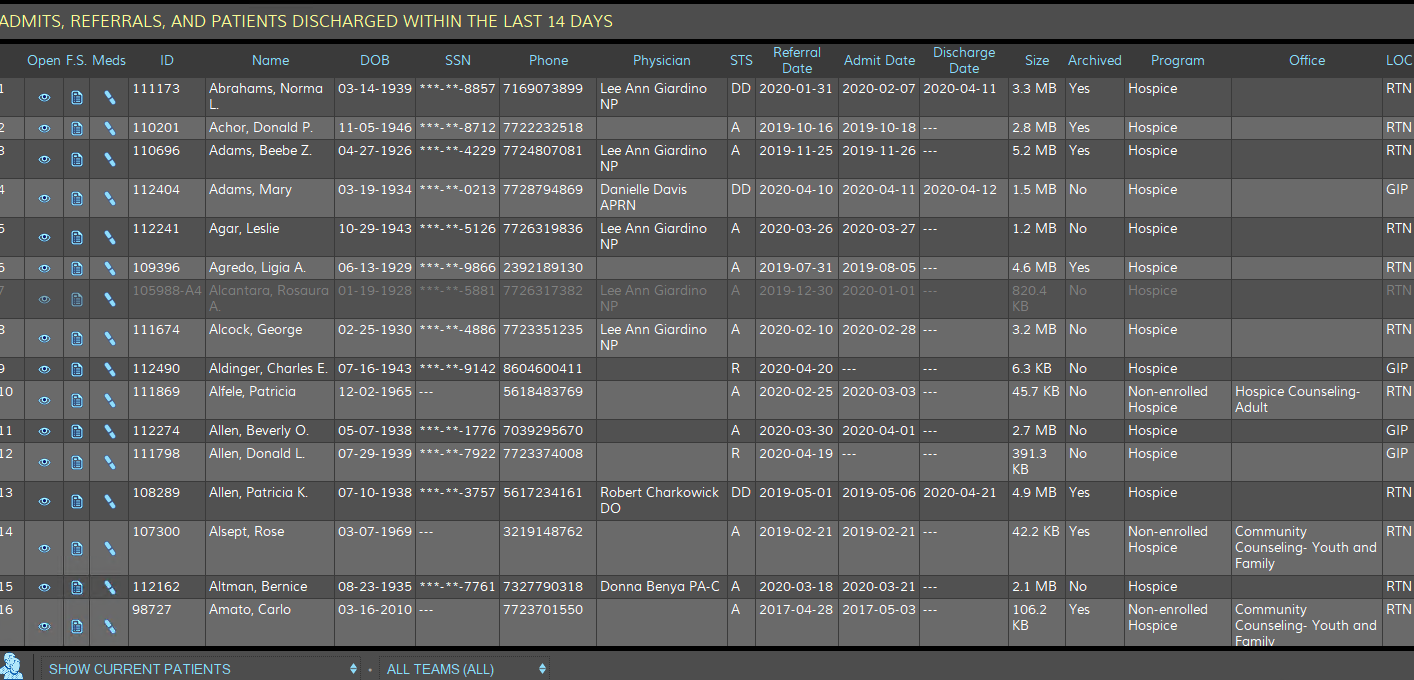 ADMITS, REFERRALS, AND PATIENTS DISCHARGED WITHIN THE LAST 14 DAYS
Open F.S. Meds ID Name DOB SSN Phone Physician STS Referral Date Admit Date Discharge Date Size Archived Program Office LOC
1 111173 Abrahams, Norma L. 03-14-1939 ***-**-8857 7169073899 Lee Ann Giardino NP DD 2020-01-31 2020-02-07 2020-04-11 3.3 MB Yes Hospice RTN
2 110201 Achor, Donald P. 11-05-1946 ***-**-8712 7722232518 A 2019-10-16 2019-10-18 --- 2.8 MB Yes Hospice RTN
3 110696 Adams, Beebe Z. 04-27-1926 ***-**-4229 7724807081 Lee Ann Giardino NP A 2019-11-25 2019-11-26 --- 5.2 MB Yes Hospice RTN
4 112404 Adams, Mary 03-19-1934 ***-**-0213 7728794869 Danielle Davis APRN DD 2020-04-10 2020-04-11 2020-04-12 1.5 MB No Hospice GIP
5 112241 Agar, Leslie 10-29-1943 ***-**-5126 7726319836 Lee Ann Giardino NP A 2020-03-26 2020-03-27 --- 1.2 MB No Hospice RTN
6 109396 Agredo, Ligia A. 06-13-1929 ***-**-9866 2392189130 A 2019-07-31 2019-08-05 --- 4.6 MB Yes Hospice RTN
7 105988-A4 Alcantara, Rosaura A. 01-19-1928 ***-**-5881 7726317382 Lee Ann Giardino NP A 2019-12-30 2020-01-01 --- 820.4 KB No Hospice RTN
8 111674 Alcock, George 02-25-1930 ***-**-4886 7723351235 Lee Ann Giardino NP A 2020-02-10 2020-02-28 --- 3.2 MB No Hospice RTN
9 112490 Aldinger, Charles E. 07-16-1943 ***-**-9142 8604600411 R 2020-04-20 --- --- 6.3 KB No Hospice GIP
10 111869 Alfele, Patricia 12-02-1965 --- 5618483769 A 2020-02-25 2020-03-03 --- 45.7 KB No Non-enrolled Hospice Hospice Counseling- Adult RTN
11 112274 Allen, Beverly O. 05-07-1938 ***-**-1776 7039295670 A 2020-03-30 2020-04-01 --- 2.7 MB No Hospice GIP
12 111798 Allen, Donald L. 07-29-1939 ***-**-7922 7723374008 R 2020-04-19 --- --- 391.3 KB No Hospice GIP
13 108289 Allen, Patricia K. 07-10-1938 ***-**-3757 5617234161 Robert Charkowick DO DD 2019-05-01 2019-05-06 2020-04-21 4.9 MB Yes Hospice RTN
14 107300 Alsept, Rose 03-07-1969 --- 3219148762 A 2019-02-21 2019-02-21 --- 42.2 KB Yes Non-enrolled Hospice Community Counseling- Youth and Family RTN
15 112162 Altman, Bernice 08-23-1935 ***-**-7761 7327790318 Donna Benya PA-C A 2020-03-18 2020-03-21 --- 2.1 MB No Hospice RTN
16 98727 Amato, Carlo 03-16-2010 --- 7723701550 A 2017-04-28 2017-05-03 --- 106.2 KB Yes Non-enrolled Hospice Community Counseling- Youth and Family RTN
SHOW CURRENT PATIENTS ALL TEAMS (ALL)